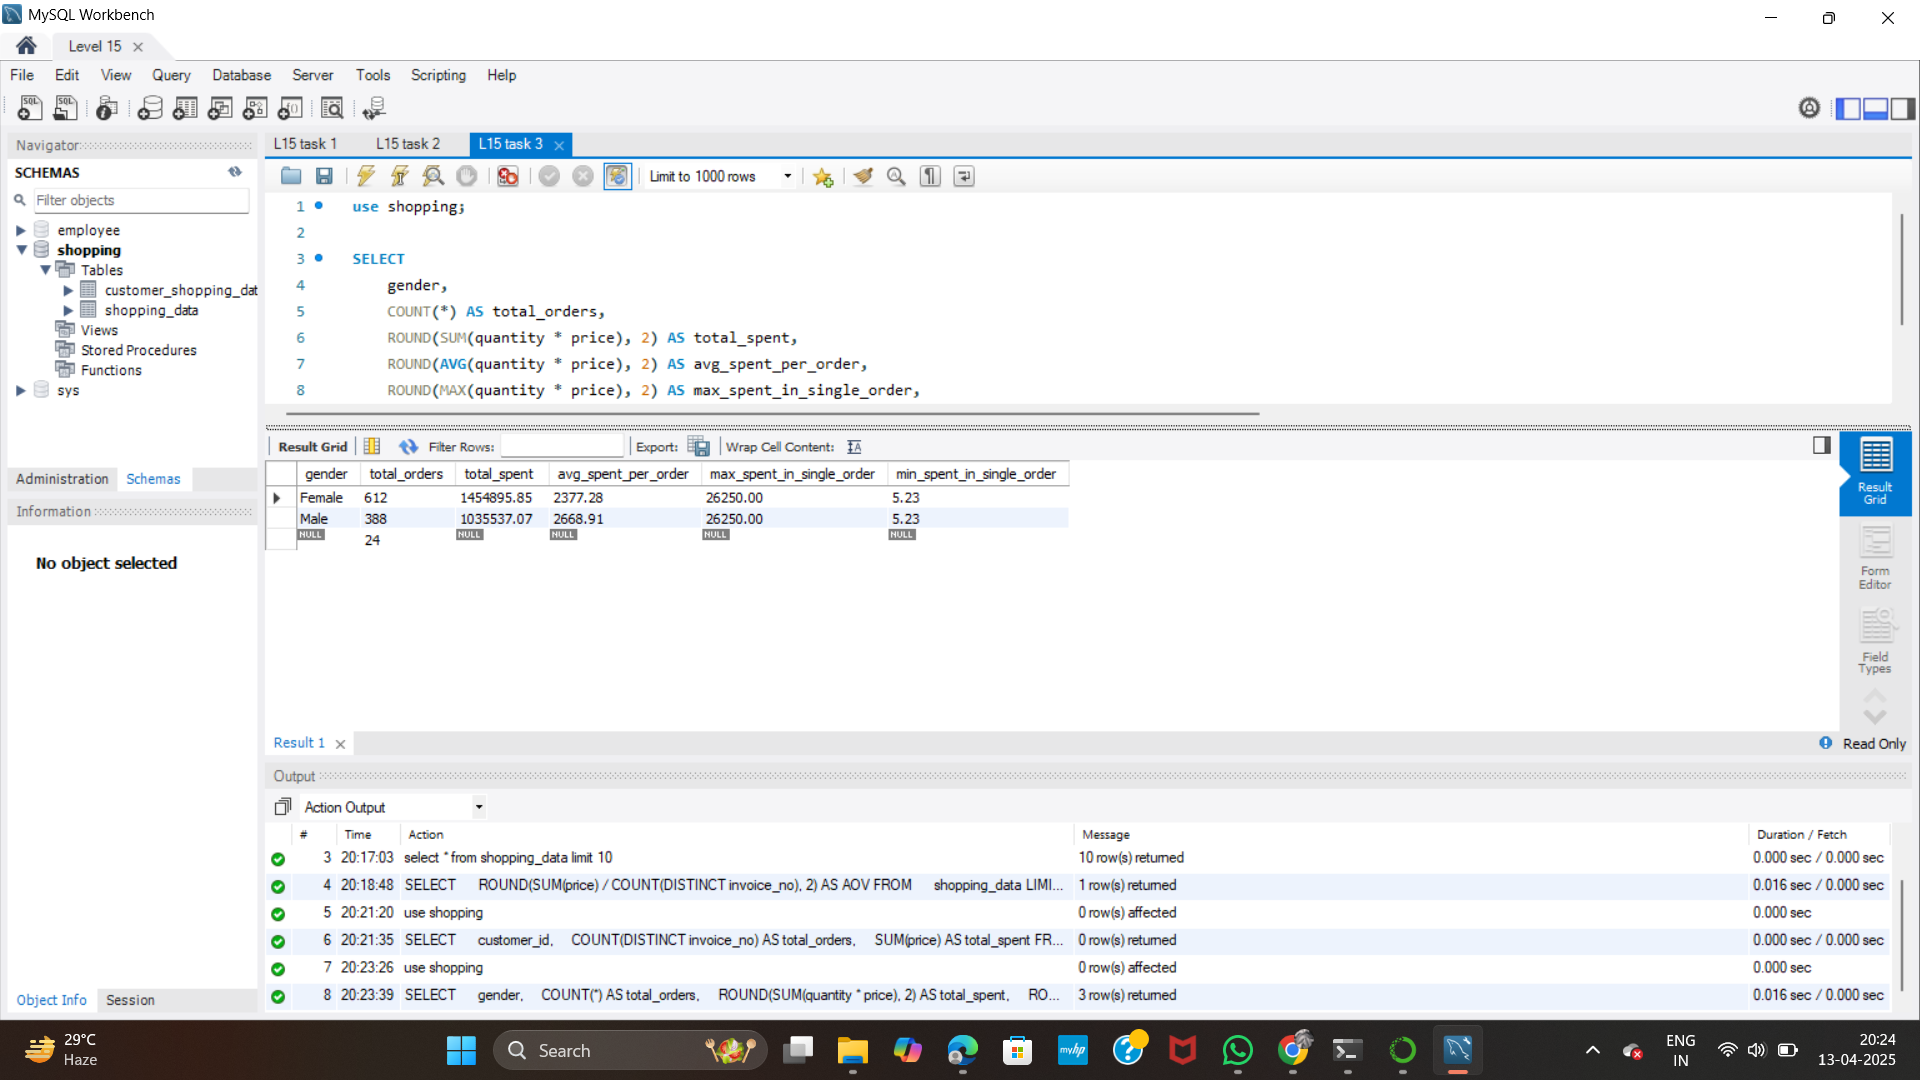 MySQL Workbench
Level 15
File Edit View Query Database Server Tools Scripting Help
Navigator
SCHEMAS
Filter objects
employee
shopping
Tables
customer_shopping_dat
shopping_data
Views
Stored Procedures
Functions
sys
Administration Schemas
Information
No object selected
Object Info Session
L15 task 1 L15 task 2 L15 task 3
Limit to 1000 rows
1 use shopping;
2
3 SELECT
4 gender,
5 COUNT(*) AS total_orders,
6 ROUND(SUM(quantity * price), 2) AS total_spent,
7 ROUND(AVG(quantity * price), 2) AS avg_spent_per_order,
8 ROUND(MAX(quantity * price), 2) AS max_spent_in_single_order,
Result Grid Filter Rows: Export: Wrap Cell Content:
gender total_orders total_spent avg_spent_per_order max_spent_in_single_order min_spent_in_single_order
Female 612 1454895.85 2377.28 26250.00 5.23
Male 388 1035537.07 2668.91 26250.00 5.23
NULL 24 NULL NULL NULL NULL
Result Grid
Form Editor
Field Types
Result 1
Read Only
Output
Action Output
# Time Action Message Duration / Fetch
3 20:17:03 select * from shopping_data limit 10 10 row(s) returned 0.000 sec / 0.000 sec
4 20:18:48 SELECT ROUND(SUM(price) / COUNT(DISTINCT invoice_no), 2) AS AOV FROM shopping_data LIMI... 1 row(s) returned 0.016 sec / 0.000 sec
5 20:21:20 use shopping 0 row(s) affected 0.000 sec
6 20:21:35 SELECT customer_id, COUNT(DISTINCT invoice_no) AS total_orders, SUM(price) AS total_spent FR... 0 row(s) returned 0.000 sec / 0.000 sec
7 20:23:26 use shopping 0 row(s) affected 0.000 sec
8 20:23:39 SELECT gender, COUNT(*) AS total_orders, ROUND(SUM(quantity * price), 2) AS total_spent, RO... 3 row(s) returned 0.016 sec / 0.000 sec
29°C
Haze
Search
myhp
ENG
IN
20:24
13-04-2025